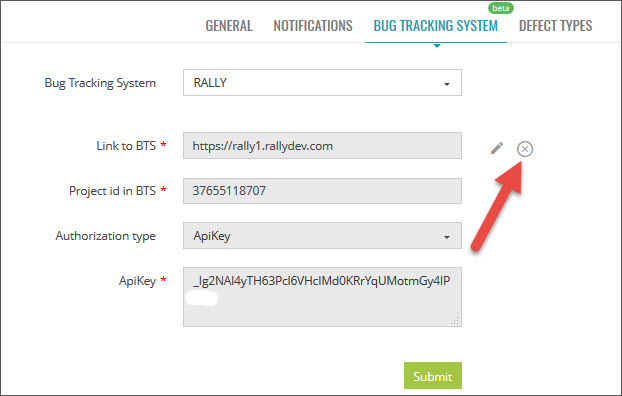 beta
GENERAL NOTIFICATIONS BUG TRACKING SYSTEM DEFECT TYPES
Bug Tracking System RALLY
Link to BTS * https://rally1.rallydev.com
Project id in BTS * 37655118707
Authorization type ApiKey
ApiKey * _Ig2NAl4yTH63Pcl6VHclMd0KRrYqUMotmGy4lP
Submit